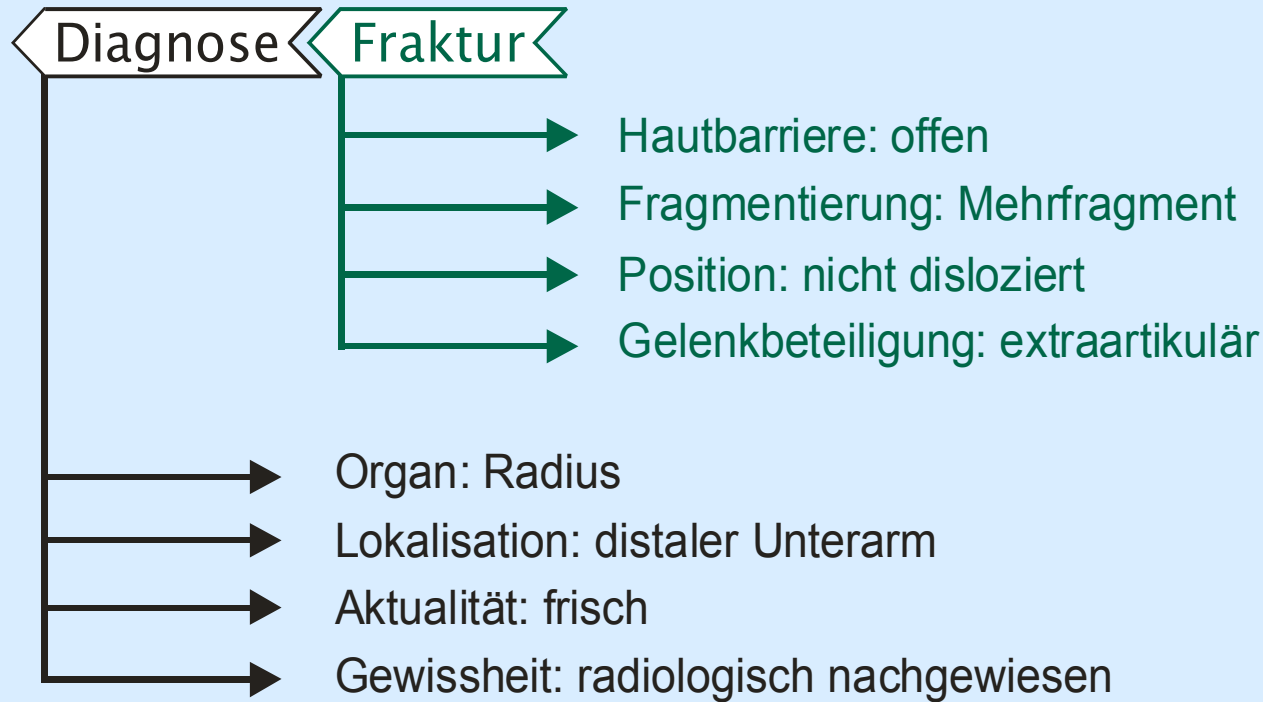 Diagnose Fraktur
Hautbarriere: offen
Fragmentierung: Mehrfragment
Position: nicht disloziert
Gelenkbeteiligung: extraartikulär
Organ: Radius
Lokalisation: distaler Unterarm
Aktualität: frisch
Gewissheit: radiologisch nachgewiesen